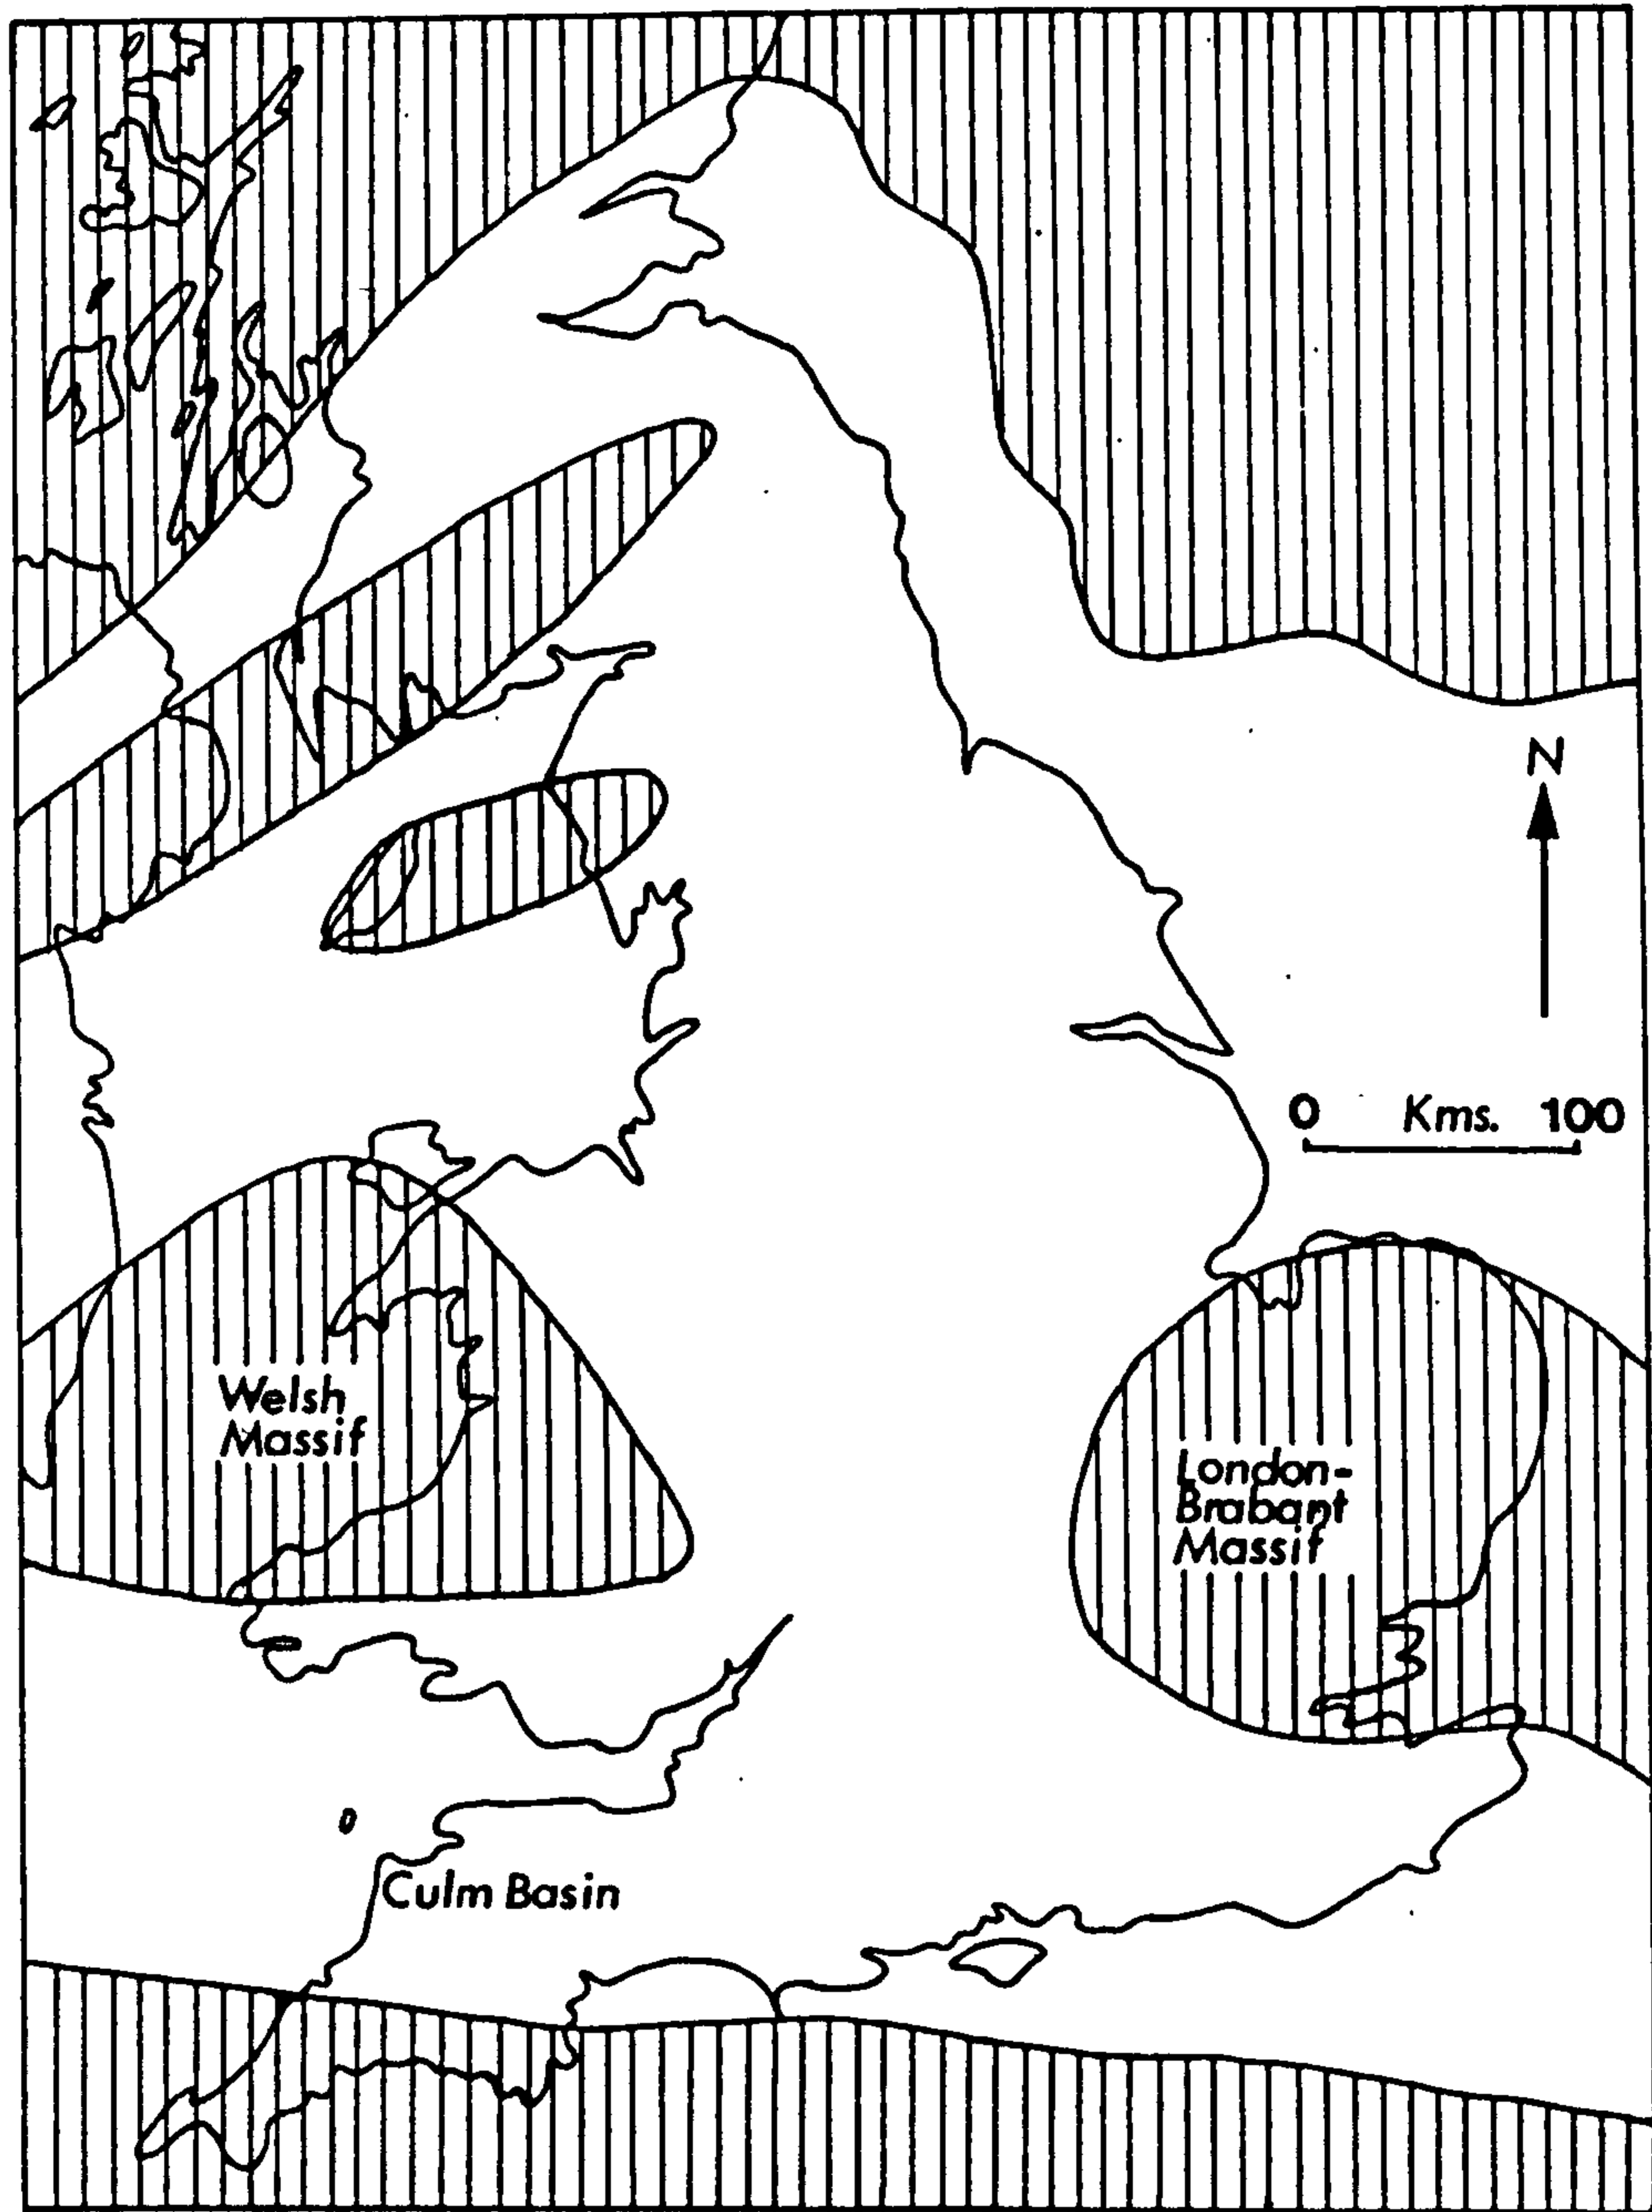 N
0 Kms. 100
Welsh
Massif
London-
Brabant
Massif
Culm Basin